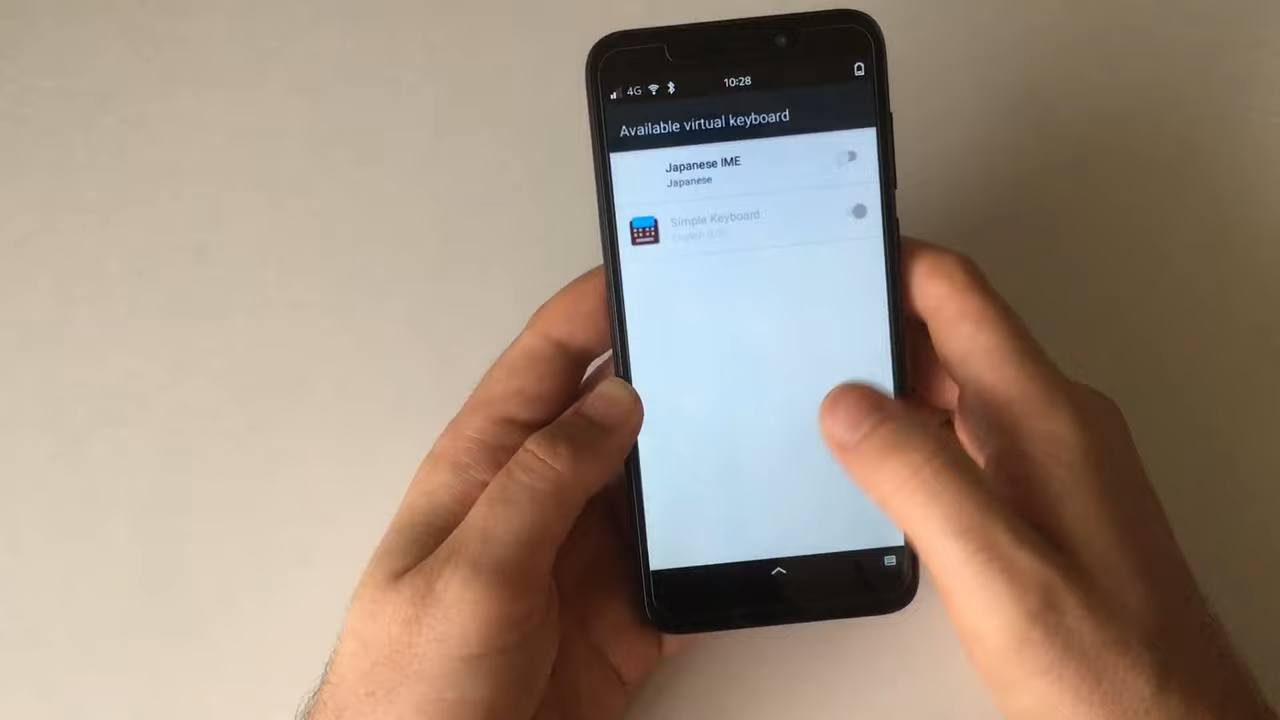 4G 10:28
Available virtual keyboard
Japanese IME
Japanese
Simple Keyboard
English (US)